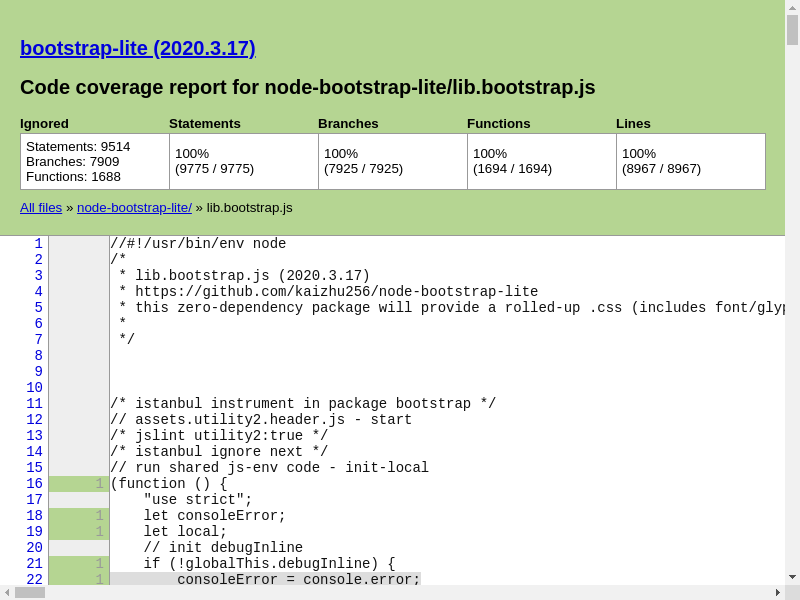 bootstrap-lite (2020.3.17)
Code coverage report for node-bootstrap-lite/lib.bootstrap.js
Ignored Statements Branches Functions Lines
Statements: 9514
Branches: 7909
Functions: 1688
100%
(9775 / 9775)
100%
(7925 / 7925)
100%
(1694 / 1694)
100%
(8967 / 8967)
All files » node-bootstrap-lite/ » lib.bootstrap.js
1 //#!/usr/bin/env node
2 /*
3  * lib.bootstrap.js (2020.3.17)
4  * https://github.com/kaizhu256/node-bootstrap-lite
5  * this zero-dependency package will provide a rolled-up .css (includes font/glyp
6  *
7  */
8
9
10
11 /* istanbul instrument in package bootstrap */
12 // assets.utility2.header.js - start
13 /* jslint utility2:true */
14 /* istanbul ignore next */
15 // run shared js-env code - init-local
16 1 (function () {
17     "use strict";
18 1     let consoleError;
19 1     let local;
20     // init debugInline
21 1     if (!globalThis.debugInline) {
22 1         consoleError = console.error;